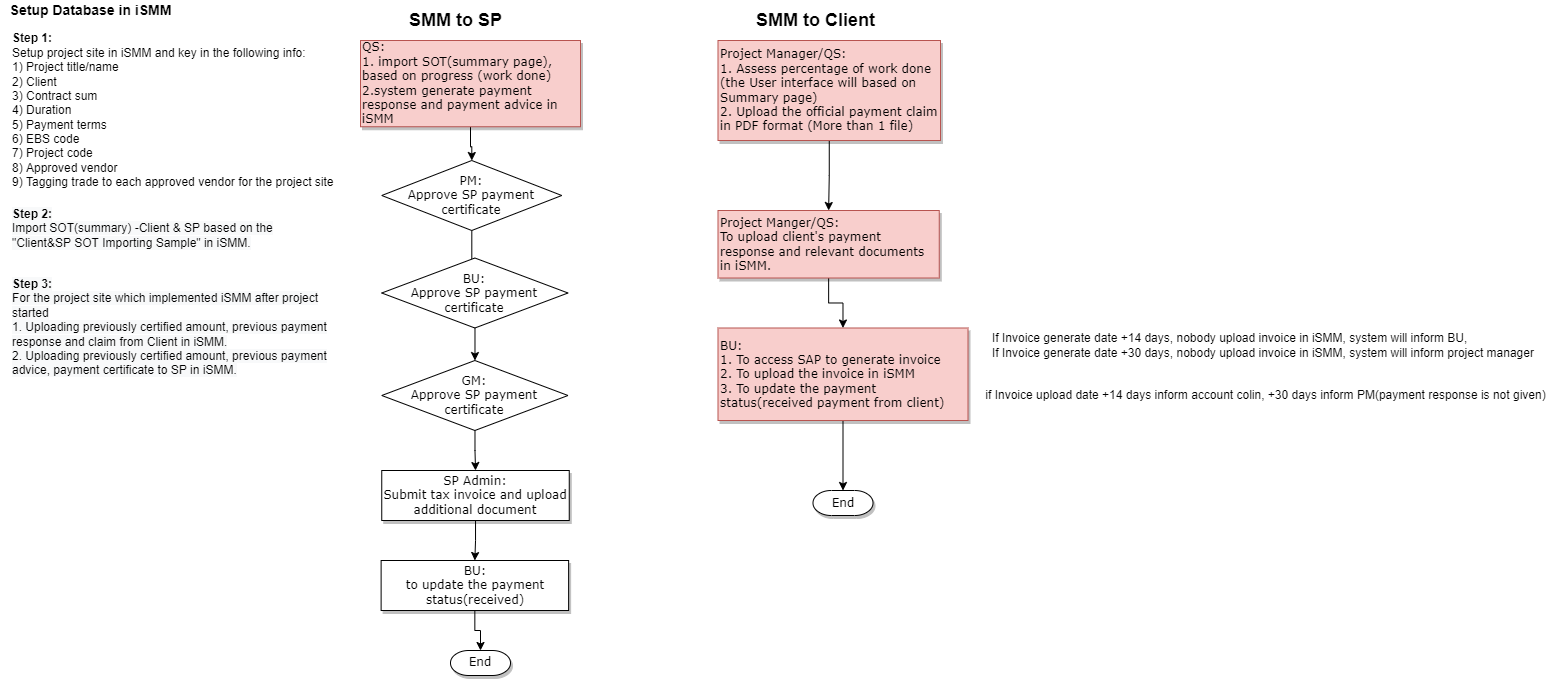 Setup Database in iSMM
Step 1:
Setup project site in iSMM and key in the following info:
1) Project title/name
2) Client
3) Contract sum
4) Duration
5) Payment terms
6) EBS code
7) Project code
8) Approved vendor
9) Tagging trade to each approved vendor for the project site
Step 2:
Import SOT(summary) -Client & SP based on the
"Client&SP SOT Importing Sample" in iSMM.
Step 3:
For the project site which implemented iSMM after project
started
1. Uploading previously certified amount, previous payment
response and claim from Client in iSMM.
2. Uploading previously certified amount, previous payment
advice, payment certificate to SP in iSMM.
SMM to SP
QS:
1. import SOT(summary page),
based on progress (work done)
2.system generate payment
response and payment advice in
iSMM
PM:
Approve SP payment
certificate
BU:
Approve SP payment
certificate
GM:
Approve SP payment
certificate
SP Admin:
Submit tax invoice and upload
additional document
BU:
to update the payment
status(received)
End
SMM to Client
Project Manager/QS:
1. Assess percentage of work done
(the User interface will based on
Summary page)
2. Upload the official payment claim
in PDF format (More than 1 file)
Project Manger/QS:
To upload client's payment
response and relevant documents
in iSMM.
BU:
1. To access SAP to generate invoice
2. To upload the invoice in iSMM
3. To update the payment
status(received payment from client)
End
If Invoice generate date +14 days, nobody upload invoice in iSMM, system will inform BU,
If Invoice generate date +30 days, nobody upload invoice in iSMM, system will inform project manager
if Invoice upload date +14 days inform account colin, +30 days inform PM(payment response is not given)